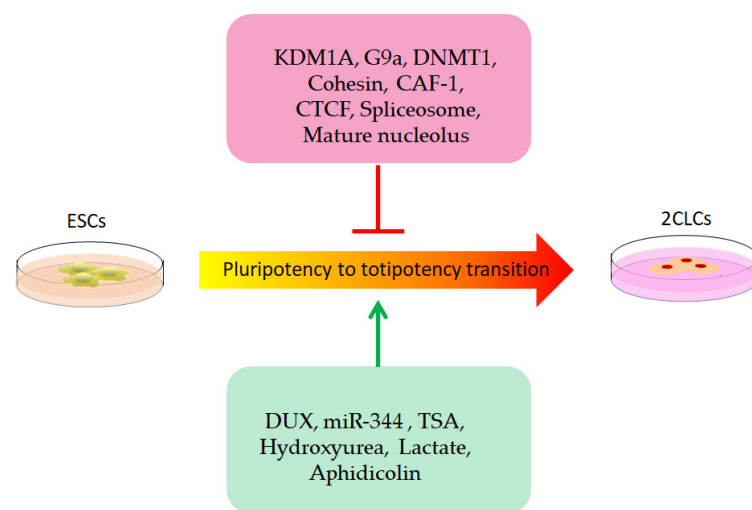 KDM1A, G9a, DNMT1,
Cohesin, CAF-1,
CTCF, Spliceosome,
Mature nucleolus
ESCs
2CLCs
Pluripotency to totipotency transition
DUX, miR-344 , TSA,
Hydroxyurea, Lactate,
Aphidicolin